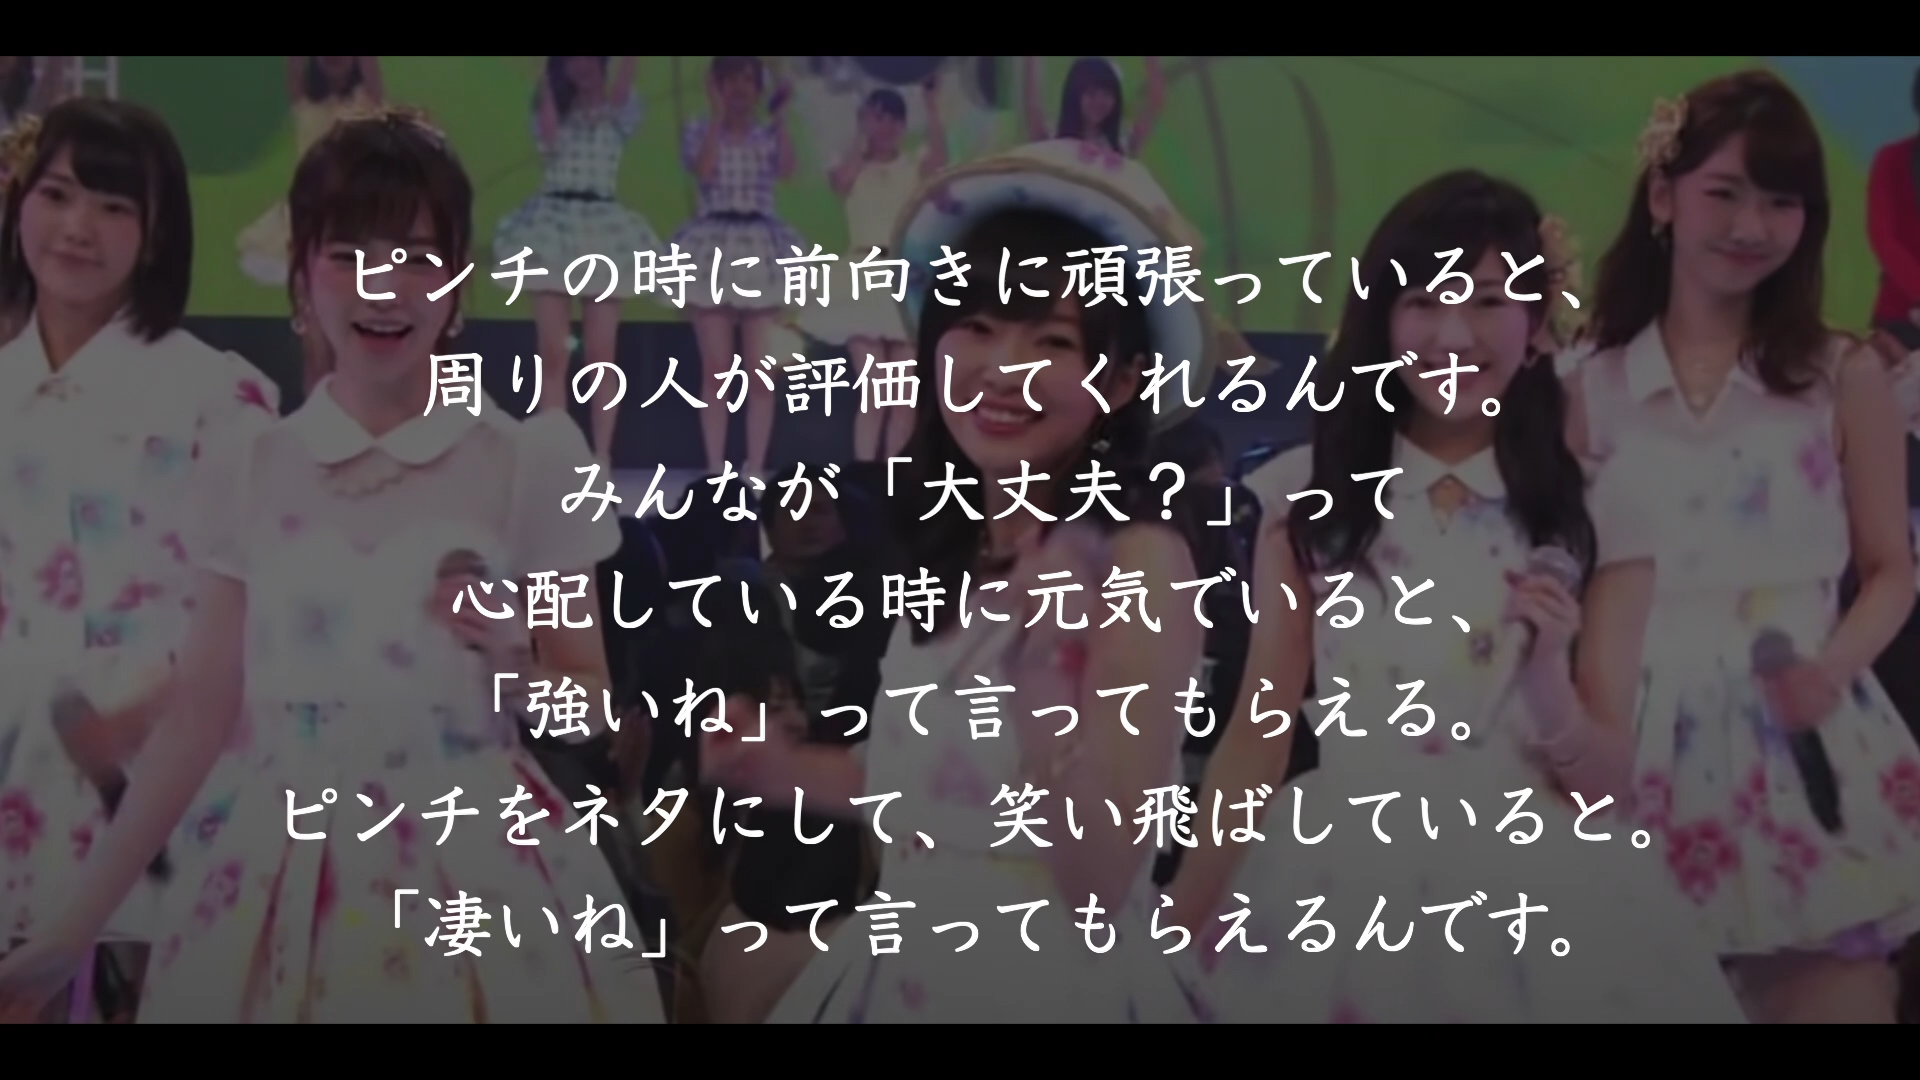 ピンチの時に前向きに頑張っていると、
周りの人が評価してくれるんです。
みんなが「大丈夫？」って
心配している時に元気でいると、
「強いね」って言ってもらえる。
ピンチをネタにして、笑い飛ばしていると。
「凄いね」って言ってもらえるんです。